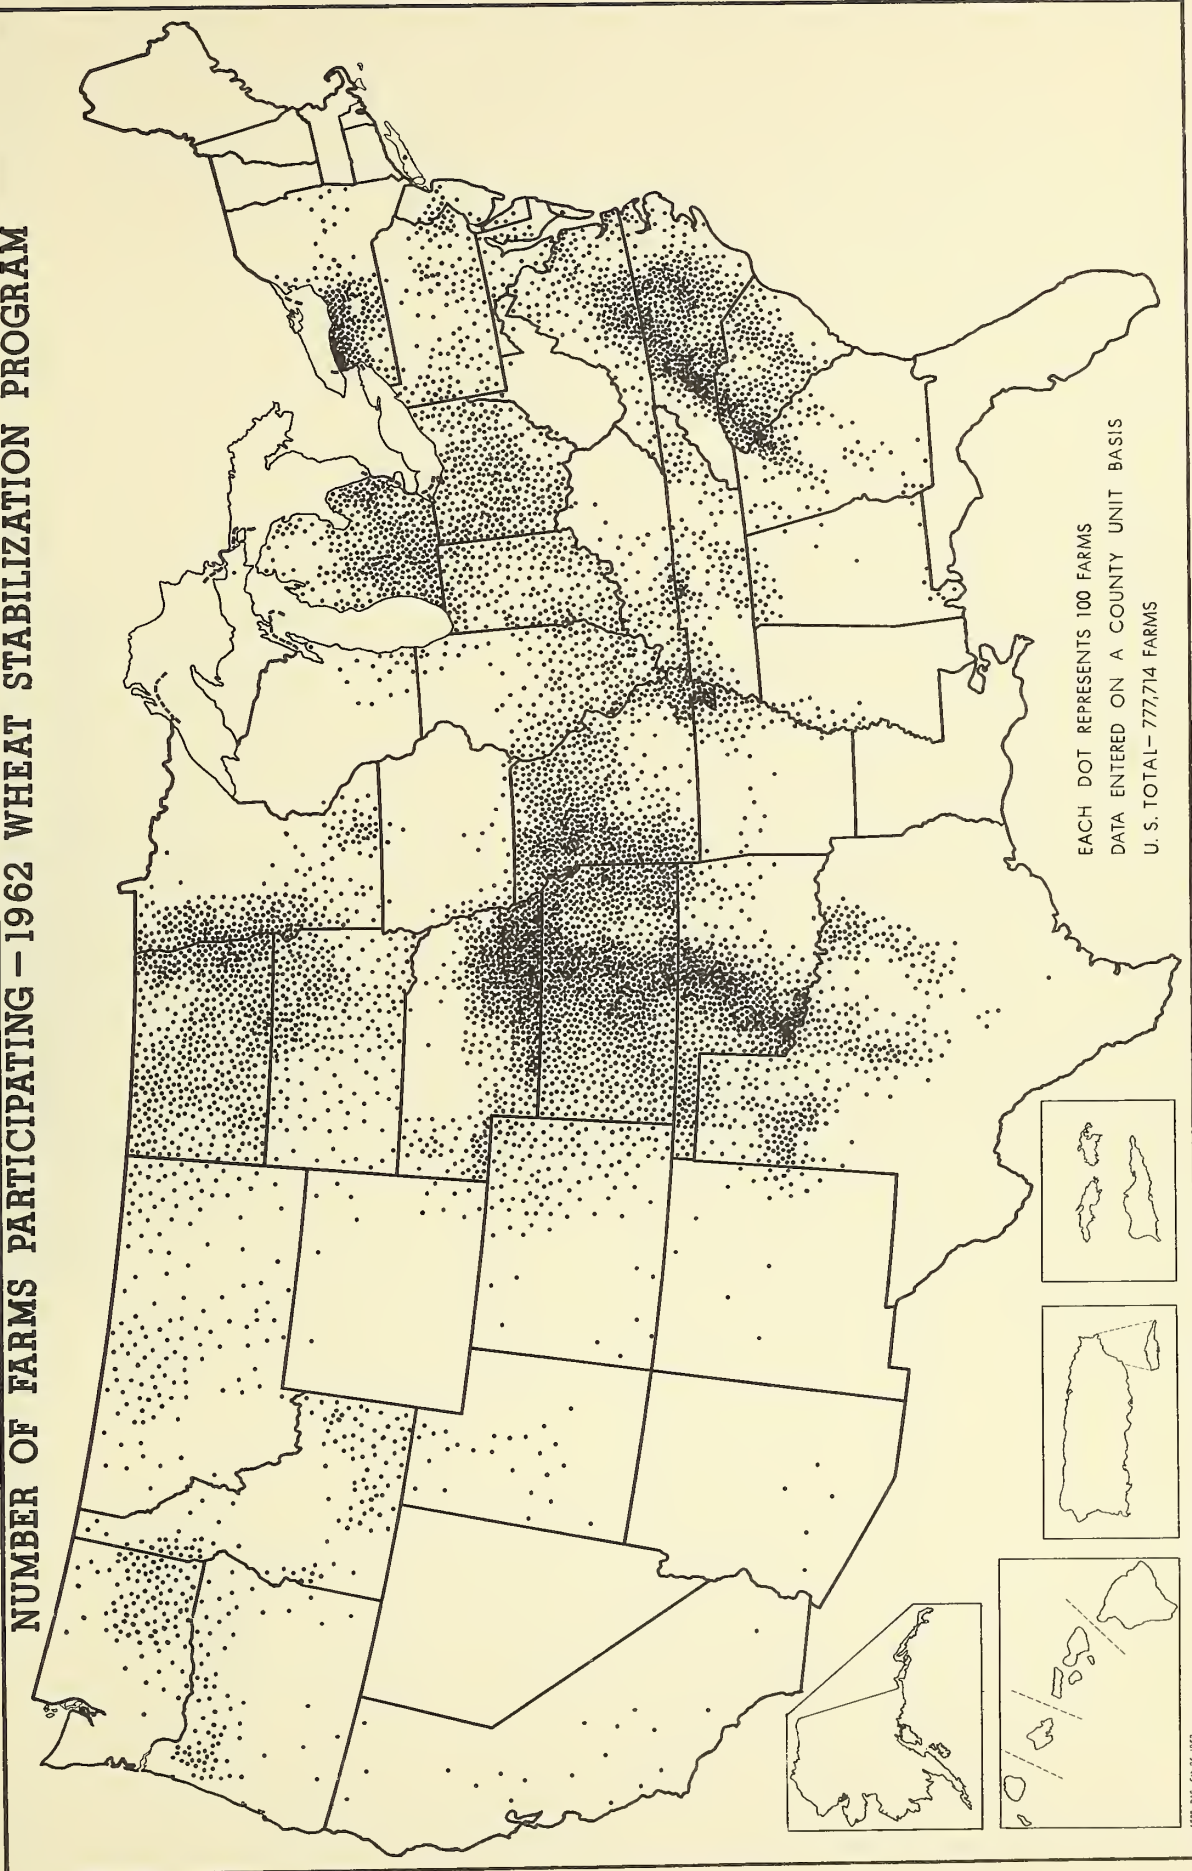 NUMBER OF FARMS PARTICIPATING — 1962 WHEAT STABILIZATION PROGRAM
EACH DOT REPRESENTS 100 FARMS
DATA ENTERED ON A COUNTY UNIT BASIS
U. S. TOTAL — 777,714 FARMS